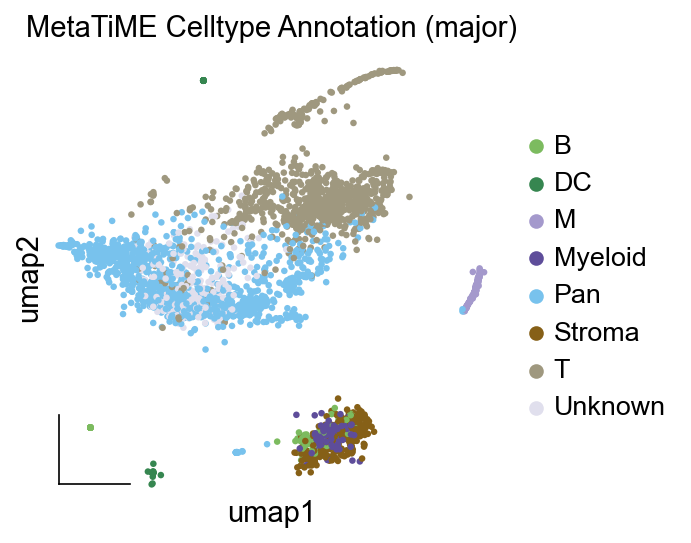 MetaTiME Celltype Annotation (major)
B
DC
M
Myeloid
Pan
Stroma
T
Unknown
umap2
umap1